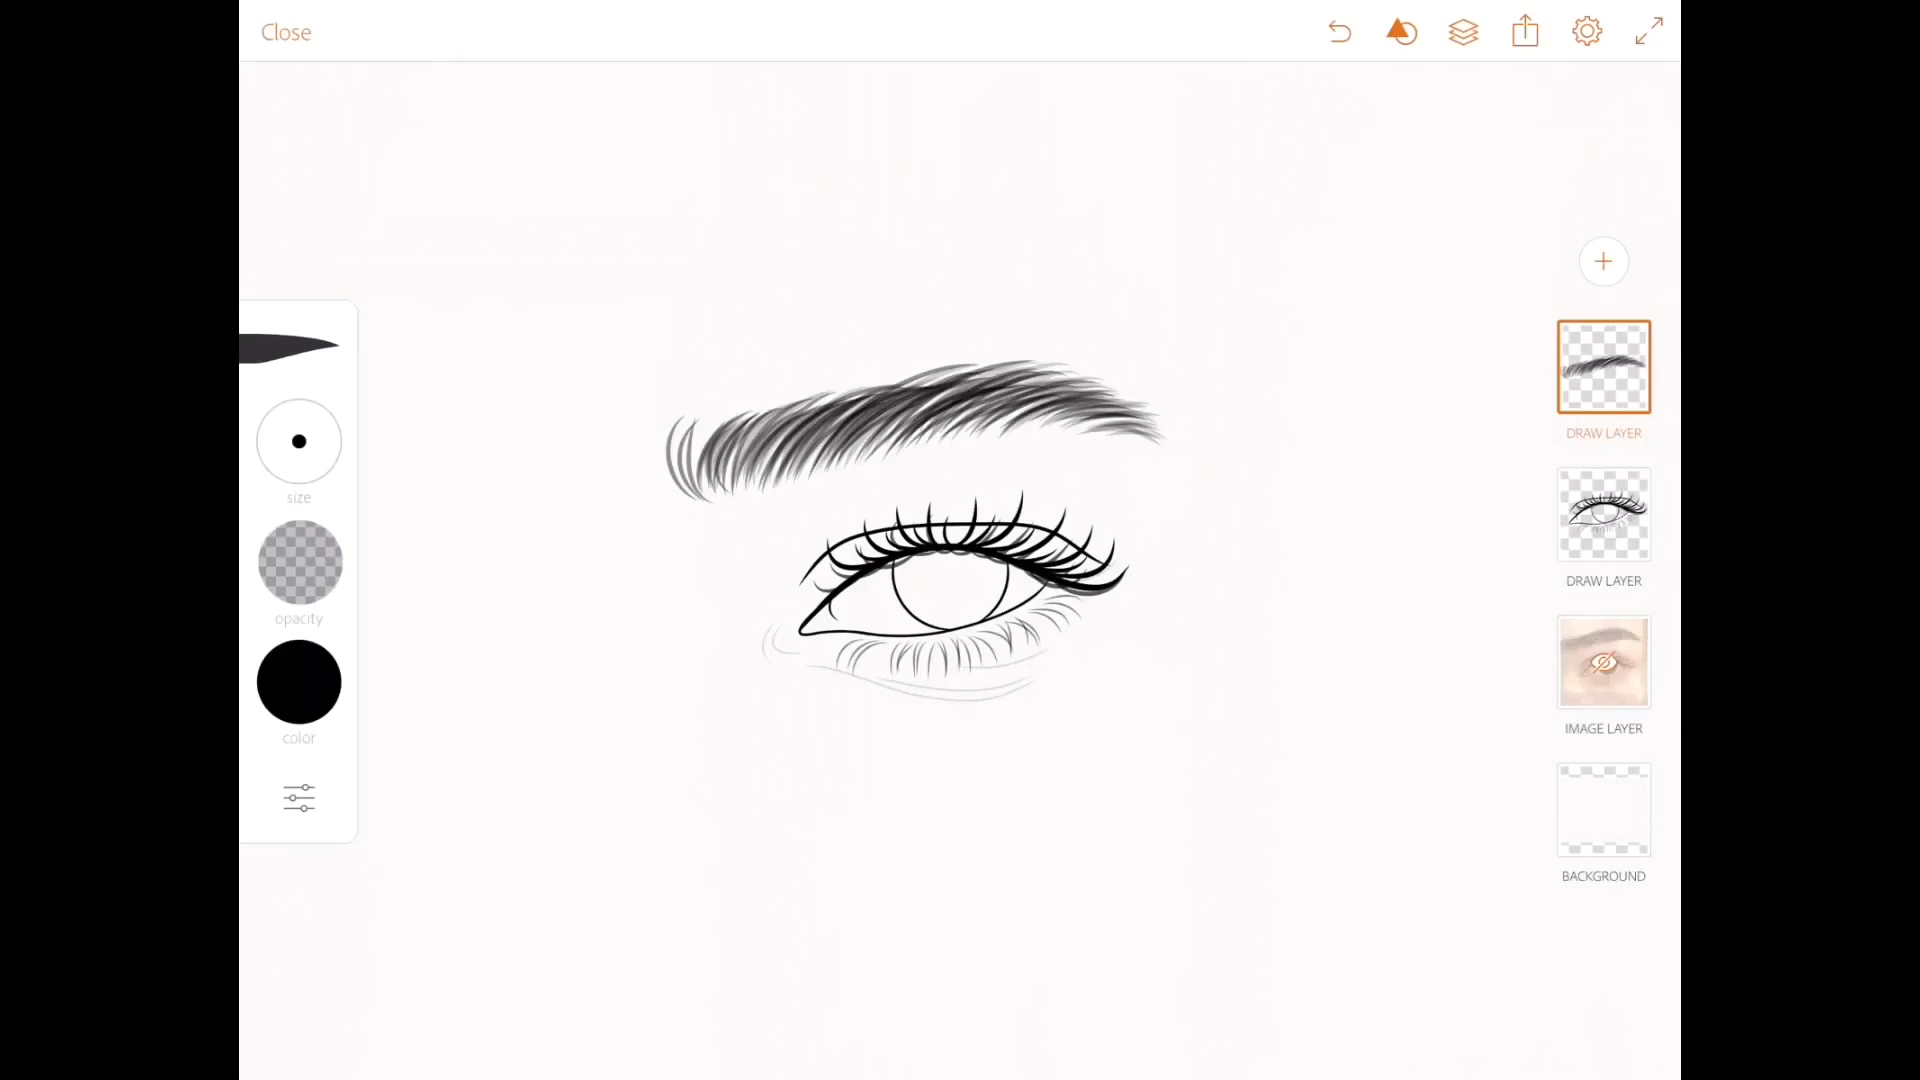 Close
size
opacity
color
DRAW LAYER
DRAW LAYER
IMAGE LAYER
BACKGROUND